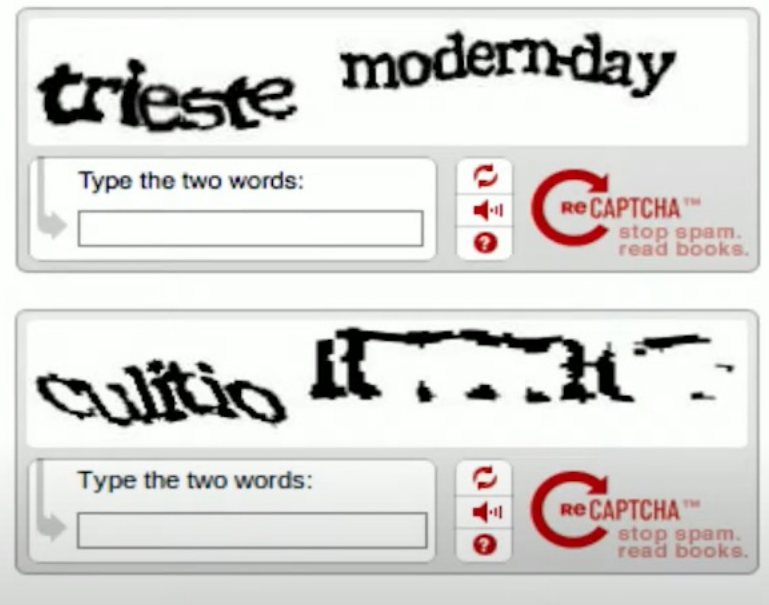 trieste modern-day
Type the two words:
ReCAPTCHA™
stop spam.
read books.
culitio
Type the two words:
ReCAPTCHA™
stop spam.
read books.